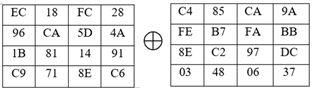 EC 18 FC 28 ⊕ C4 85 CA 9A
96 CA 5D 4A FE B7 FA BB
1B 81 14 91 8E C2 97 DC
C9 71 8E C6 03 48 06 37